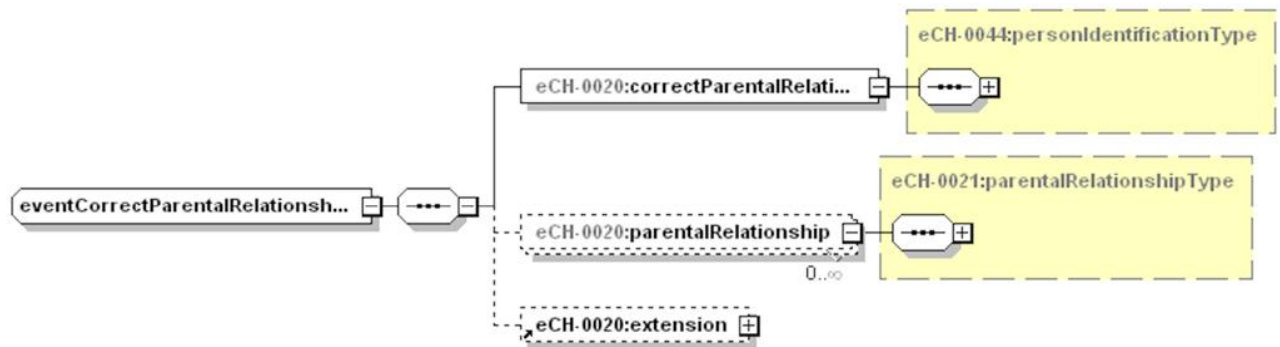 eCH-0044:personIdentificationType
eCH-0020:correctParentalRelati...
eCH-0021:parentalRelationshipType
eventCorrectParentalRelationsh...
eCH-0020:parentalRelationship
0..∞
eCH-0020:extension